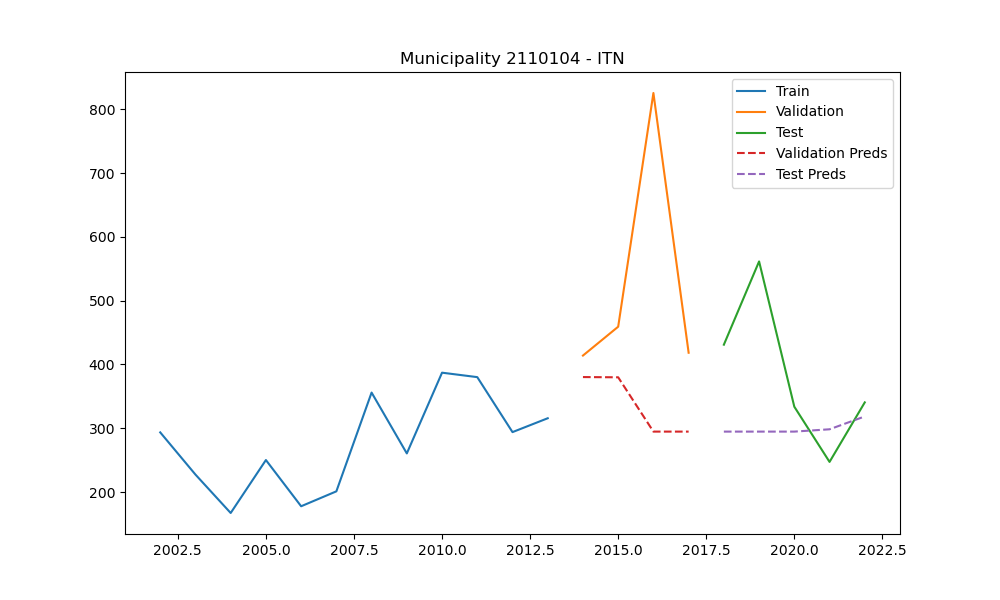 Municipality 2110104 - ITN
Train
Validation
Test
Validation Preds
Test Preds
800
700
600
500
400
300
200
2002.5 2005.0 2007.5 2010.0 2012.5 2015.0 2017.5 2020.0 2022.5